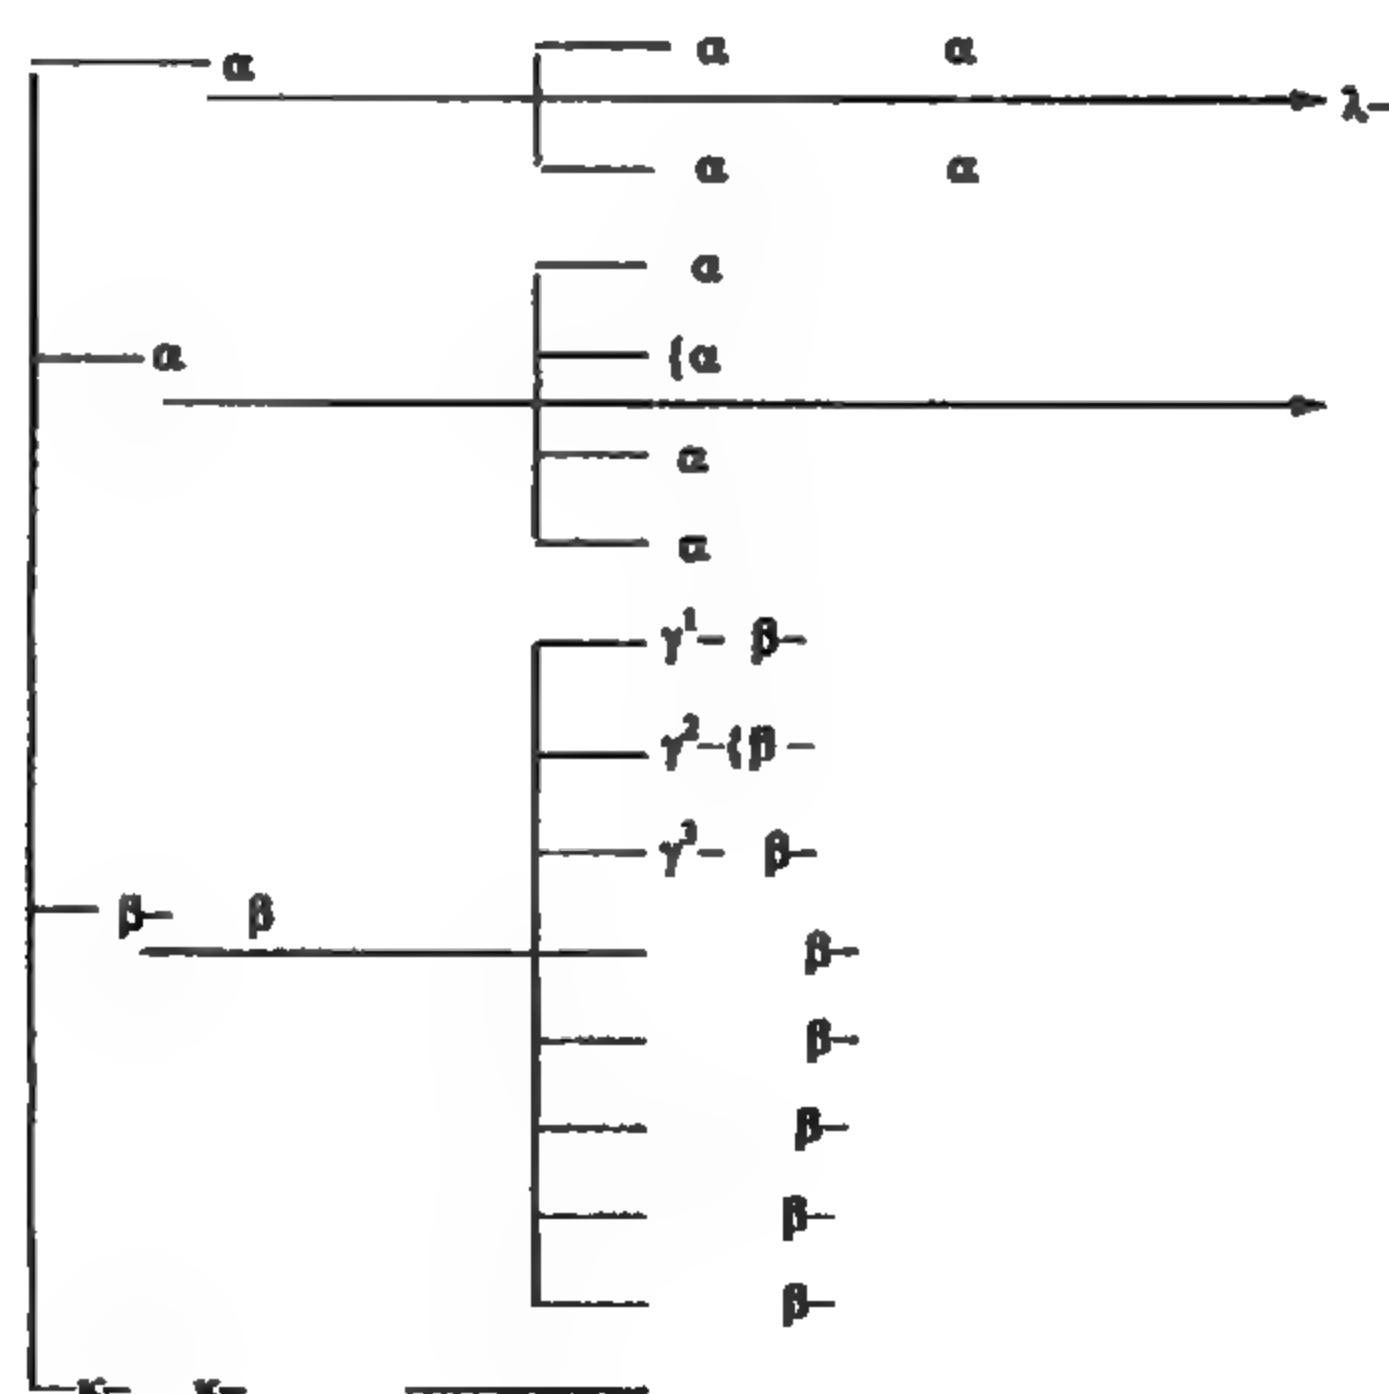 α α α
λ-
α α
α
(α
α
α
α
γ¹- β-
γ²-(β -
γ³- β-
β- β
β-
β-
β-
β-
β-
κ- κ-